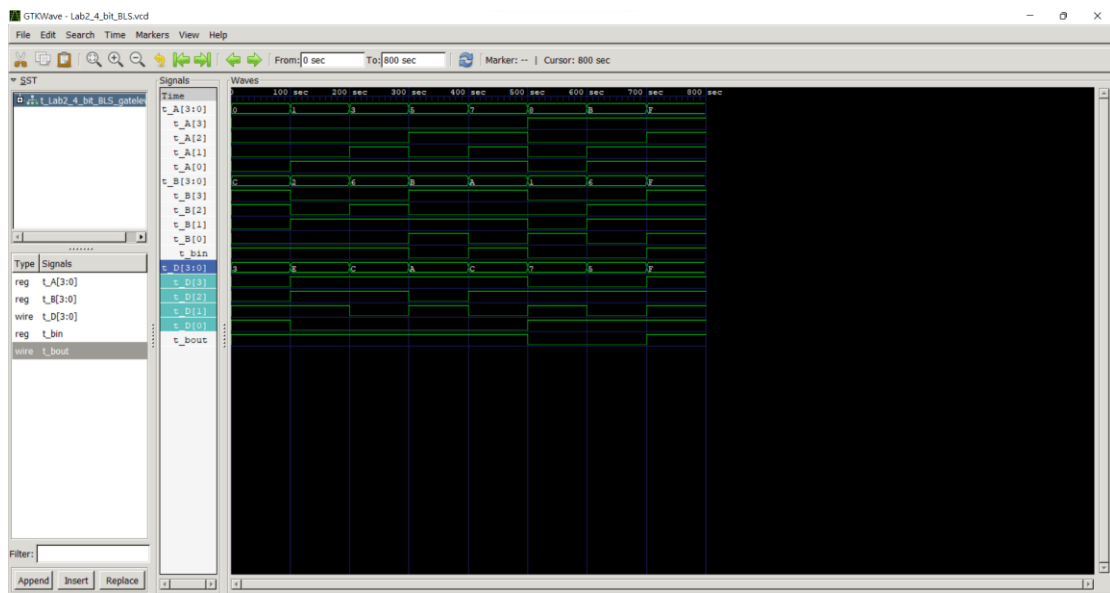 GTKWave - Lab2_4_bit_BLS.vcd
File Edit Search Time Markers View Help
From: 0 sec To: 800 sec Marker: -- | Cursor: 800 sec
SST
t_Lab2_4_bit_BLS_gatele
Type Signals
reg t_A[3:0]
reg t_B[3:0]
wire t_D[3:0]
reg t_bin
wire t_bout
Filter:
Append Insert Replace
Signals
Time
t_A[3:0]
t_A[3]
t_A[2]
t_A[1]
t_A[0]
t_B[3:0]
t_B[3]
t_B[2]
t_B[1]
t_B[0]
t_bin
t_D[3:0]
t_D[3]
t_D[2]
t_D[1]
t_D[0]
t_bout
Waves
100 sec 200 sec 300 sec 400 sec 500 sec 600 sec 700 sec 800 sec
0 1 3 5 7 8 B F
C 2 6 B A 1 6 F
3 E C A C 7 5 F